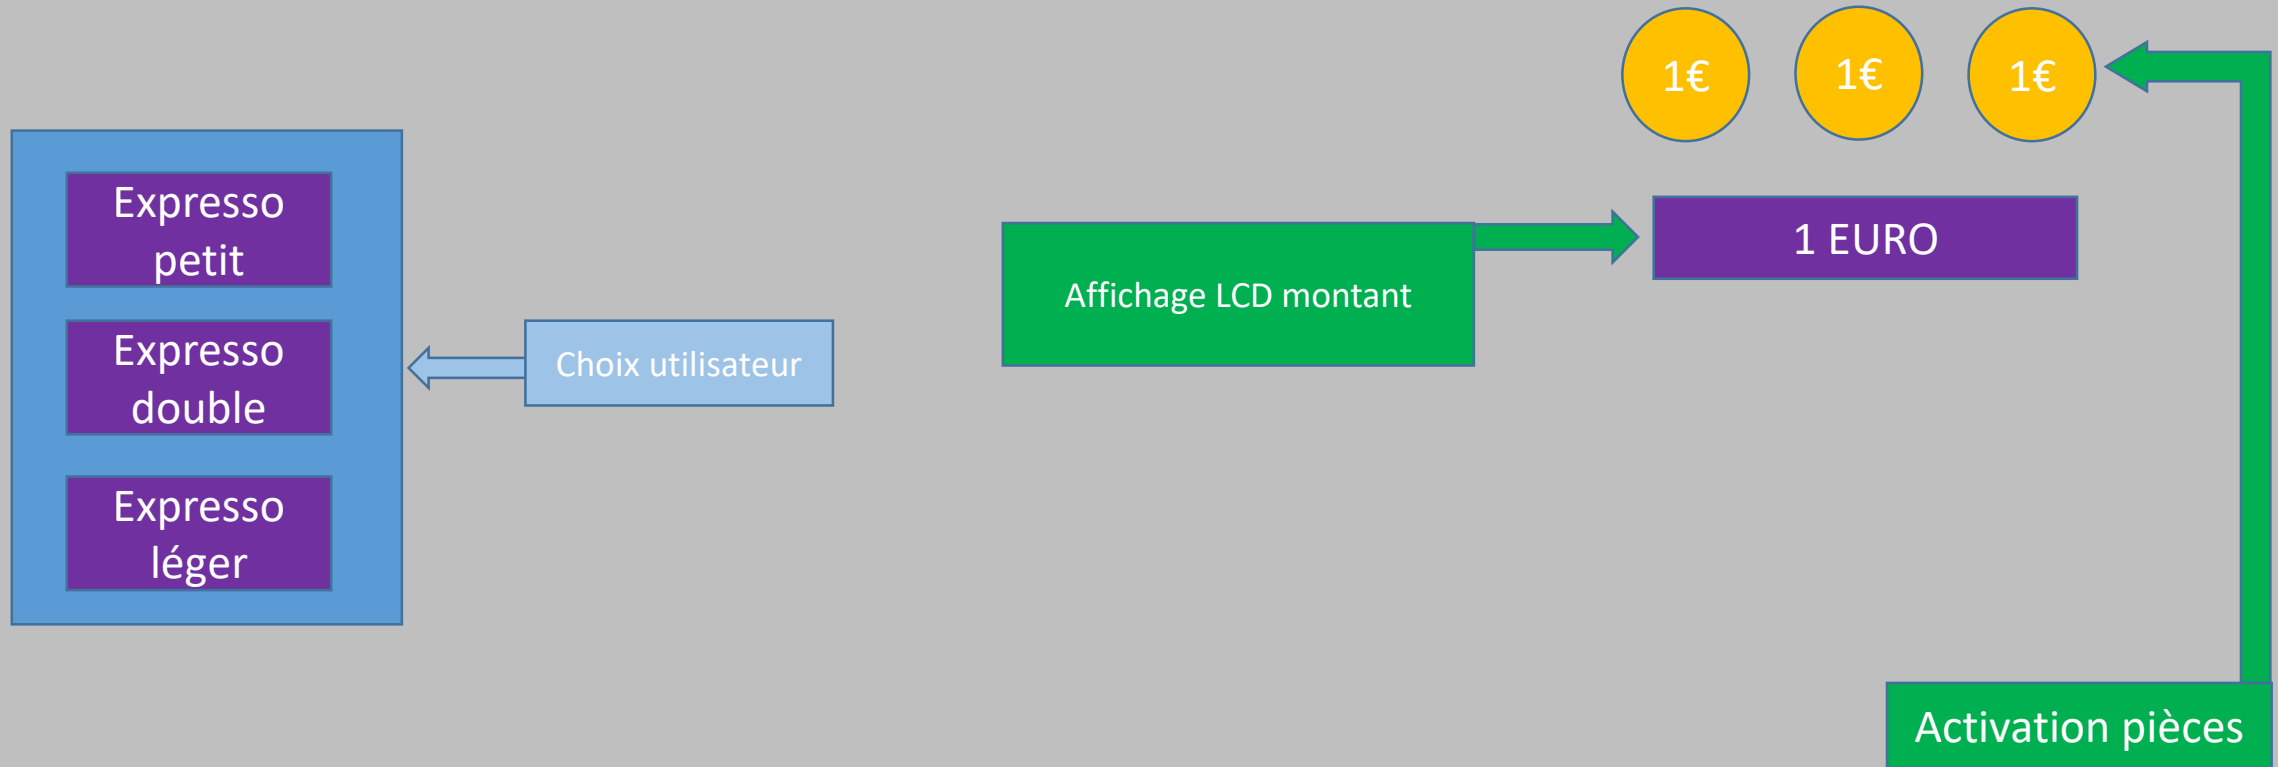 1€ 1€ 1€
Expresso
petit
Expresso
double
Expresso
léger
Choix utilisateur
Affichage LCD montant
1 EURO
Activation pièces